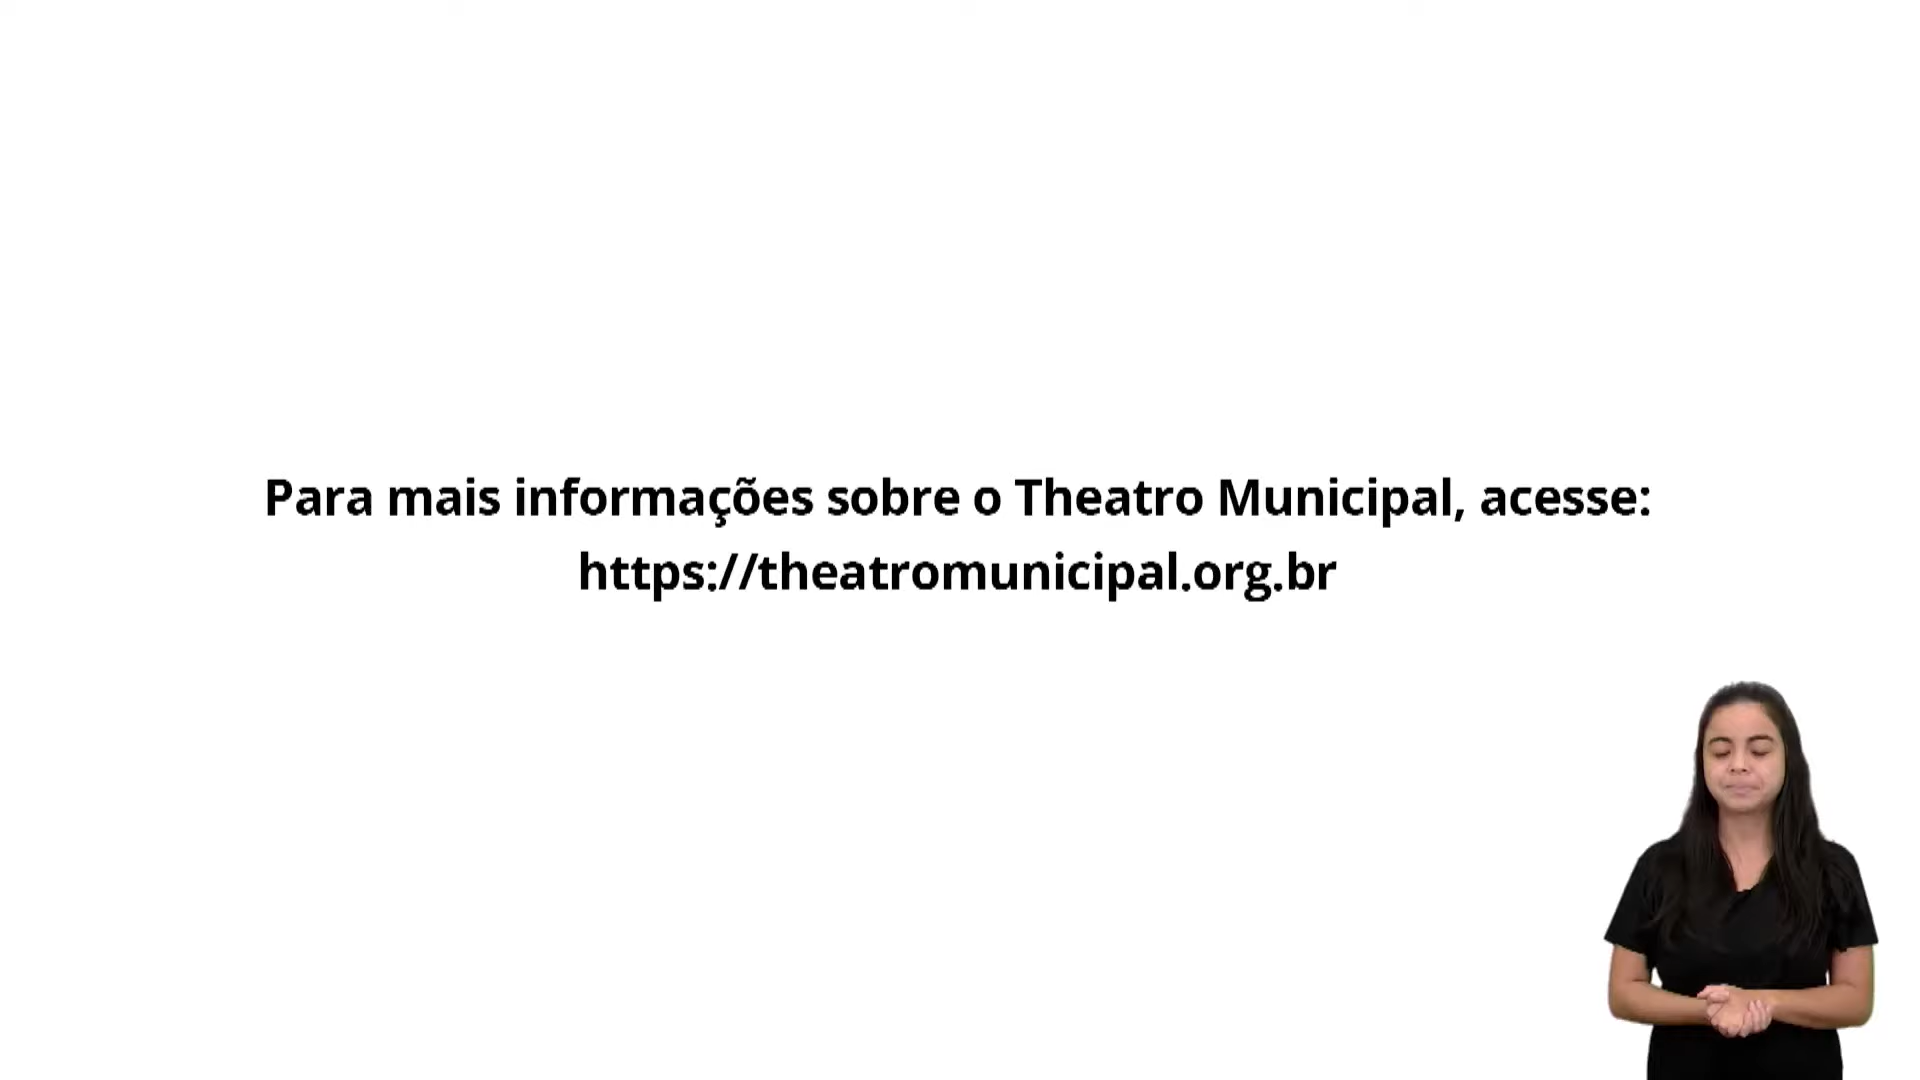 Para mais informações sobre o Theatro Municipal, acesse:
https://theatromunicipal.org.br